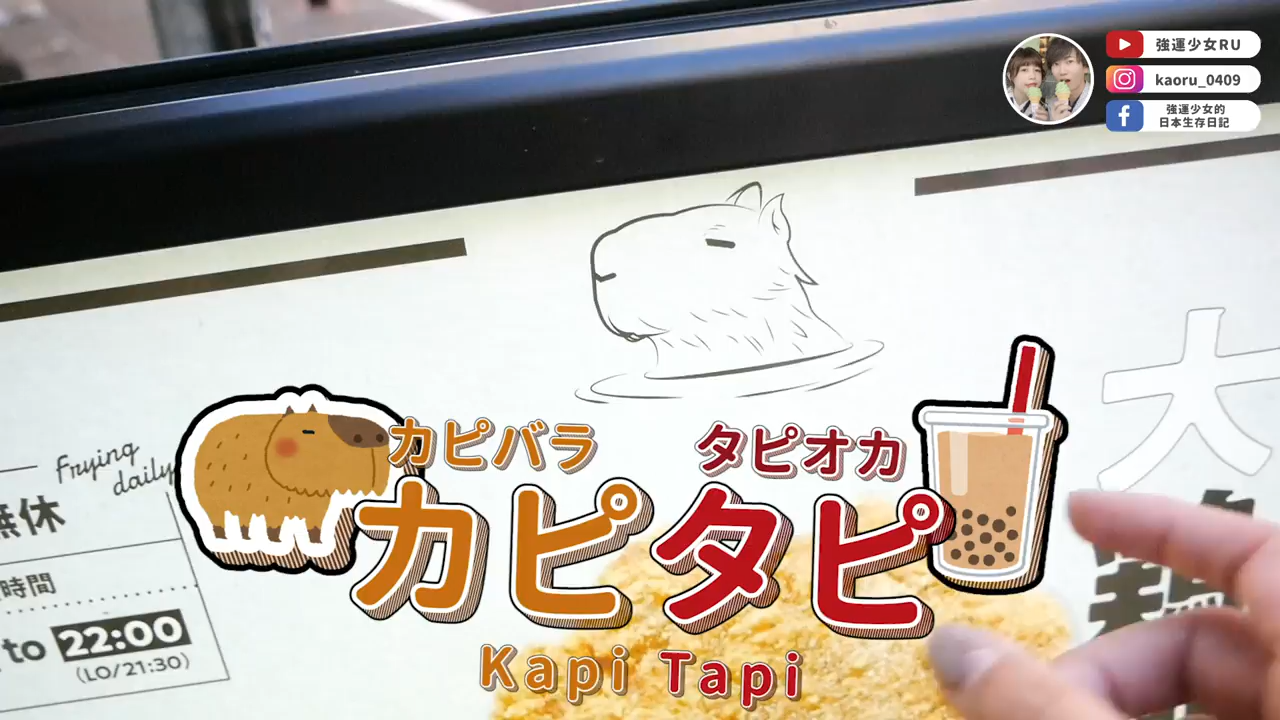 強運少女RU
kaoru_0409
強運少女的
日本生存日記
大
Frying
daily
無休
時間
to 22:00
(LO/21:30)
カピバラ
タピオカ
カピタピ
Kapi Tapi